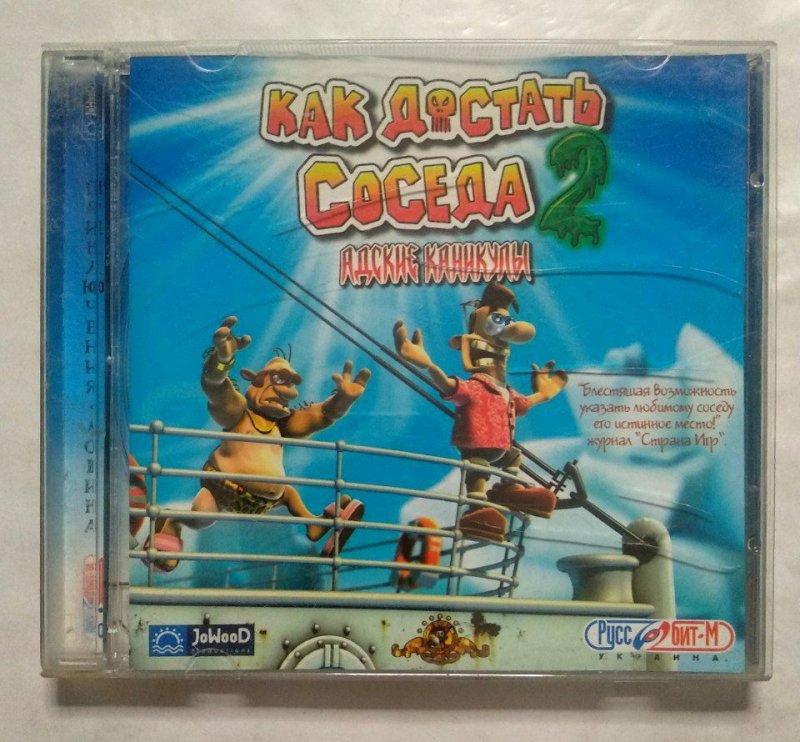 КАК ДОСТАТЬ
СОСЕДА 2
АДСКИЕ КАНИКУЛЫ
"Блестящая возможность
указать любимому соседу
его истинное место!"
журнал "Страна Игр"
JoWooD
PRODUCTIONS
Русс бит-М
УКРАИНА